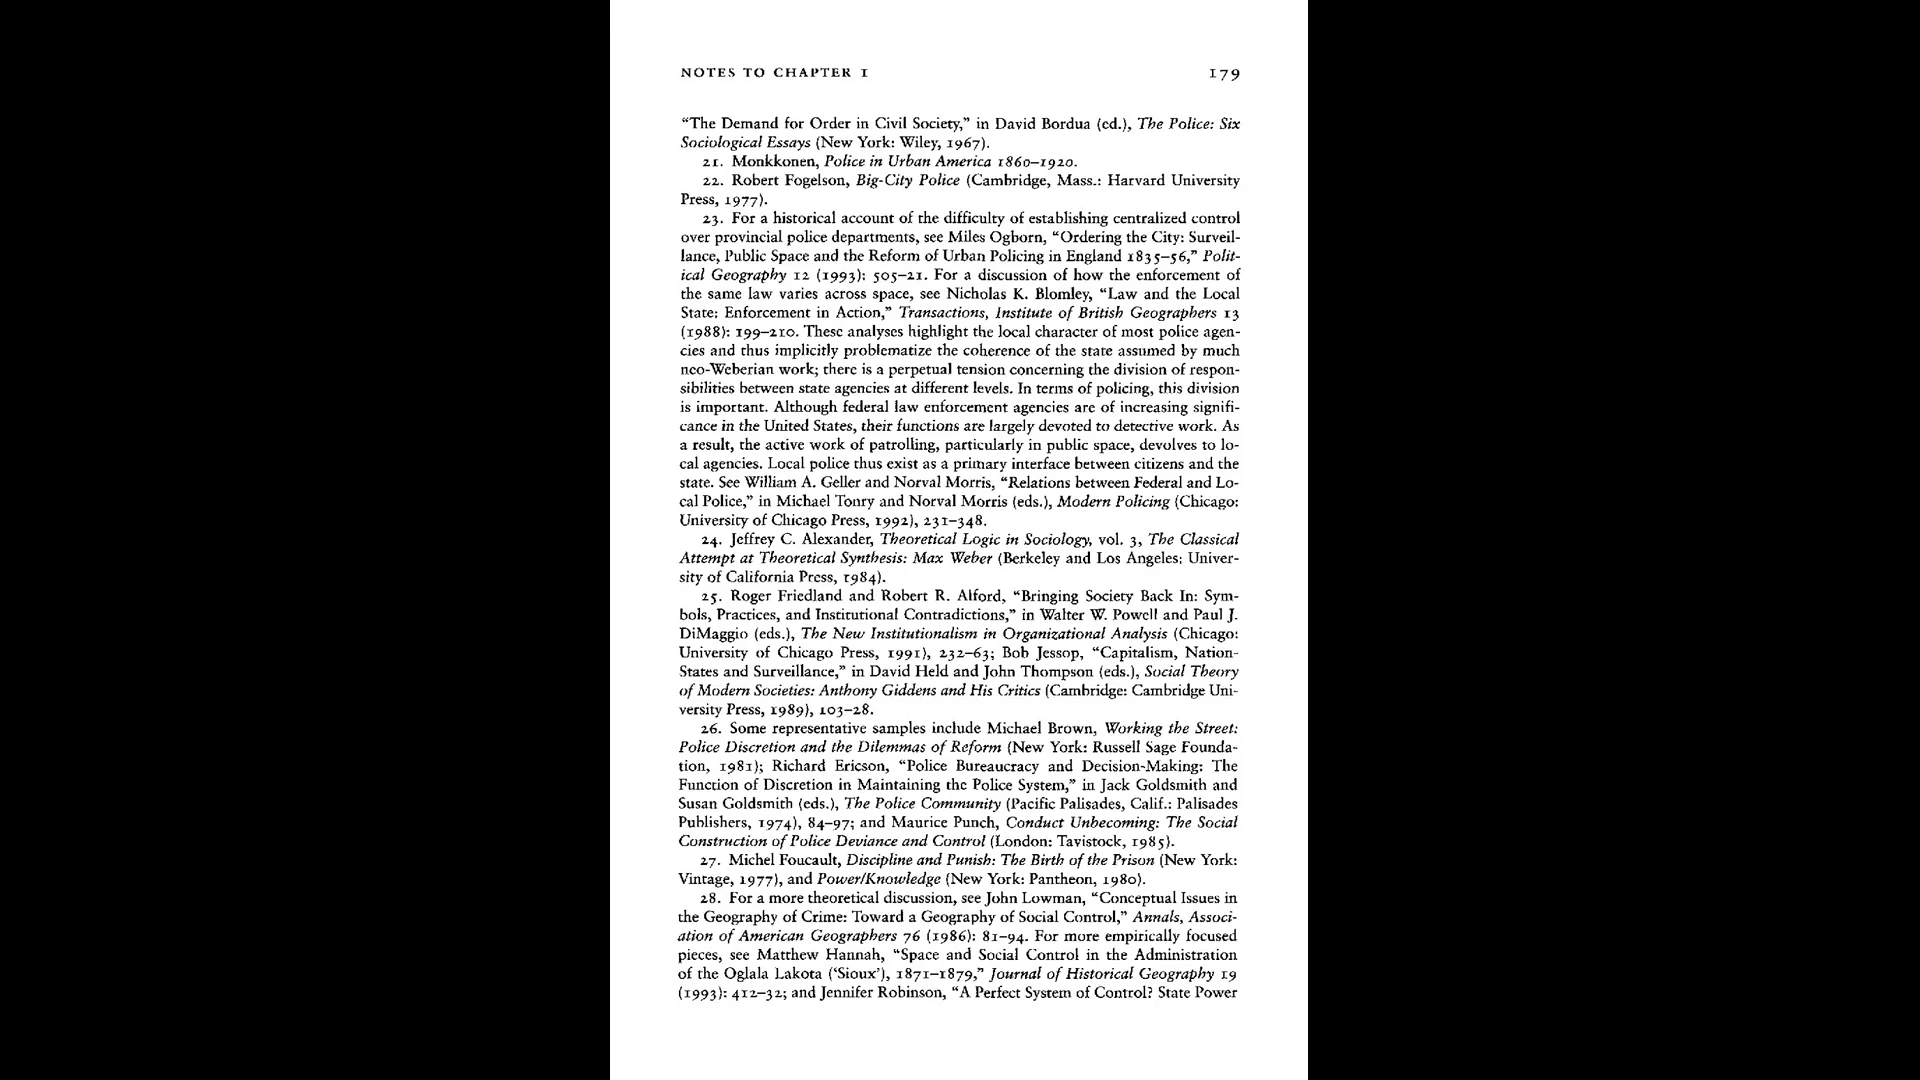 NOTES TO CHAPTER 1 179
“The Demand for Order in Civil Society,” in David Bordua (ed.), The Police: Six
Sociological Essays (New York: Wiley, 1967).
21. Monkkonen, Police in Urban America 1860–1920.
22. Robert Fogelson, Big-City Police (Cambridge, Mass.: Harvard University
Press, 1977).
23. For a historical account of the difficulty of establishing centralized control
over provincial police departments, see Miles Ogborn, “Ordering the City: Surveil-
lance, Public Space and the Reform of Urban Policing in England 1835–56,” Polit-
ical Geography 12 (1993): 505–21. For a discussion of how the enforcement of
the same law varies across space, see Nicholas K. Blomley, “Law and the Local
State: Enforcement in Action,” Transactions, Institute of British Geographers 13
(1988): 199–210. These analyses highlight the local character of most police agen-
cies and thus implicitly problematize the coherence of the state assumed by much
neo-Weberian work; there is a perpetual tension concerning the division of respon-
sibilities between state agencies at different levels. In terms of policing, this division
is important. Although federal law enforcement agencies are of increasing signifi-
cance in the United States, their functions are largely devoted to detective work. As
a result, the active work of patrolling, particularly in public space, devolves to lo-
cal agencies. Local police thus exist as a primary interface between citizens and the
state. See William A. Geller and Norval Morris, “Relations between Federal and Lo-
cal Police,” in Michael Tonry and Norval Morris (eds.), Modern Policing (Chicago:
University of Chicago Press, 1992), 231–348.
24. Jeffrey C. Alexander, Theoretical Logic in Sociology, vol. 3, The Classical
Attempt at Theoretical Synthesis: Max Weber (Berkeley and Los Angeles: Univer-
sity of California Press, 1984).
25. Roger Friedland and Robert R. Alford, “Bringing Society Back In: Sym-
bols, Practices, and Institutional Contradictions,” in Walter W. Powell and Paul J.
DiMaggio (eds.), The New Institutionalism in Organizational Analysis (Chicago:
University of Chicago Press, 1991), 232–63; Bob Jessop, “Capitalism, Nation-
States and Surveillance,” in David Held and John Thompson (eds.), Social Theory
of Modern Societies: Anthony Giddens and His Critics (Cambridge: Cambridge Uni-
versity Press, 1989), 103–28.
26. Some representative samples include Michael Brown, Working the Street:
Police Discretion and the Dilemmas of Reform (New York: Russell Sage Founda-
tion, 1981); Richard Ericson, “Police Bureaucracy and Decision-Making: The
Function of Discretion in Maintaining the Police System,” in Jack Goldsmith and
Susan Goldsmith (eds.), The Police Community (Pacific Palisades, Calif.: Palisades
Publishers, 1974), 84–97; and Maurice Punch, Conduct Unbecoming: The Social
Construction of Police Deviance and Control (London: Tavistock, 1985).
27. Michel Foucault, Discipline and Punish: The Birth of the Prison (New York:
Vintage, 1977), and Power/Knowledge (New York: Pantheon, 1980).
28. For a more theoretical discussion, see John Lowman, “Conceptual Issues in
the Geography of Crime: Toward a Geography of Social Control,” Annals, Associ-
ation of American Geographers 76 (1986): 81–94. For more empirically focused
pieces, see Matthew Hannah, “Space and Social Control in the Administration
of the Oglala Lakota (‘Sioux’), 1871–1879,” Journal of Historical Geography 19
(1993): 412–32; and Jennifer Robinson, “A Perfect System of Control? State Power